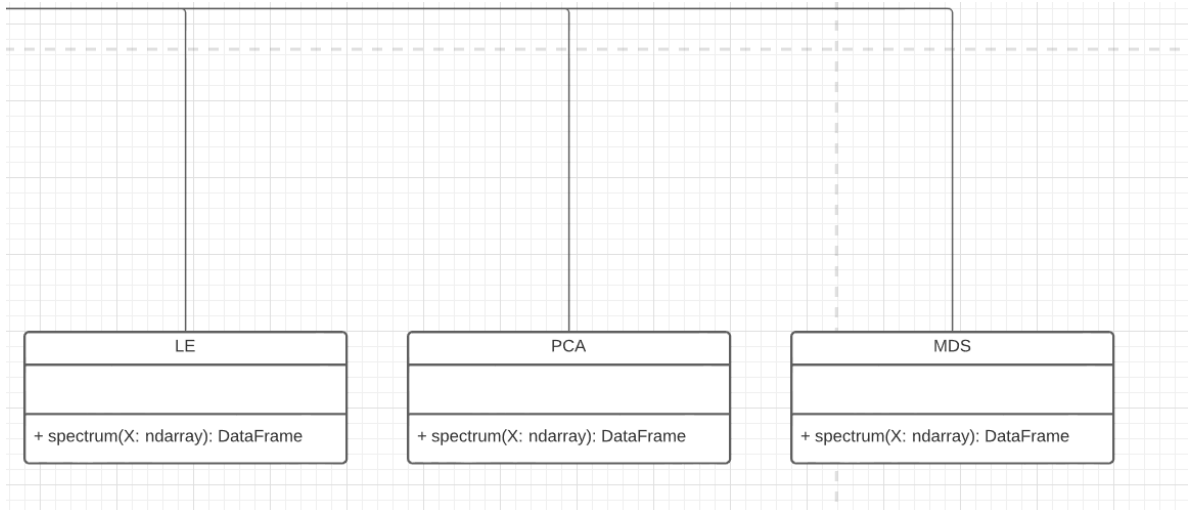 LE
+ spectrum(X: ndarray): DataFrame
PCA
+ spectrum(X: ndarray): DataFrame
MDS
+ spectrum(X: ndarray): DataFrame